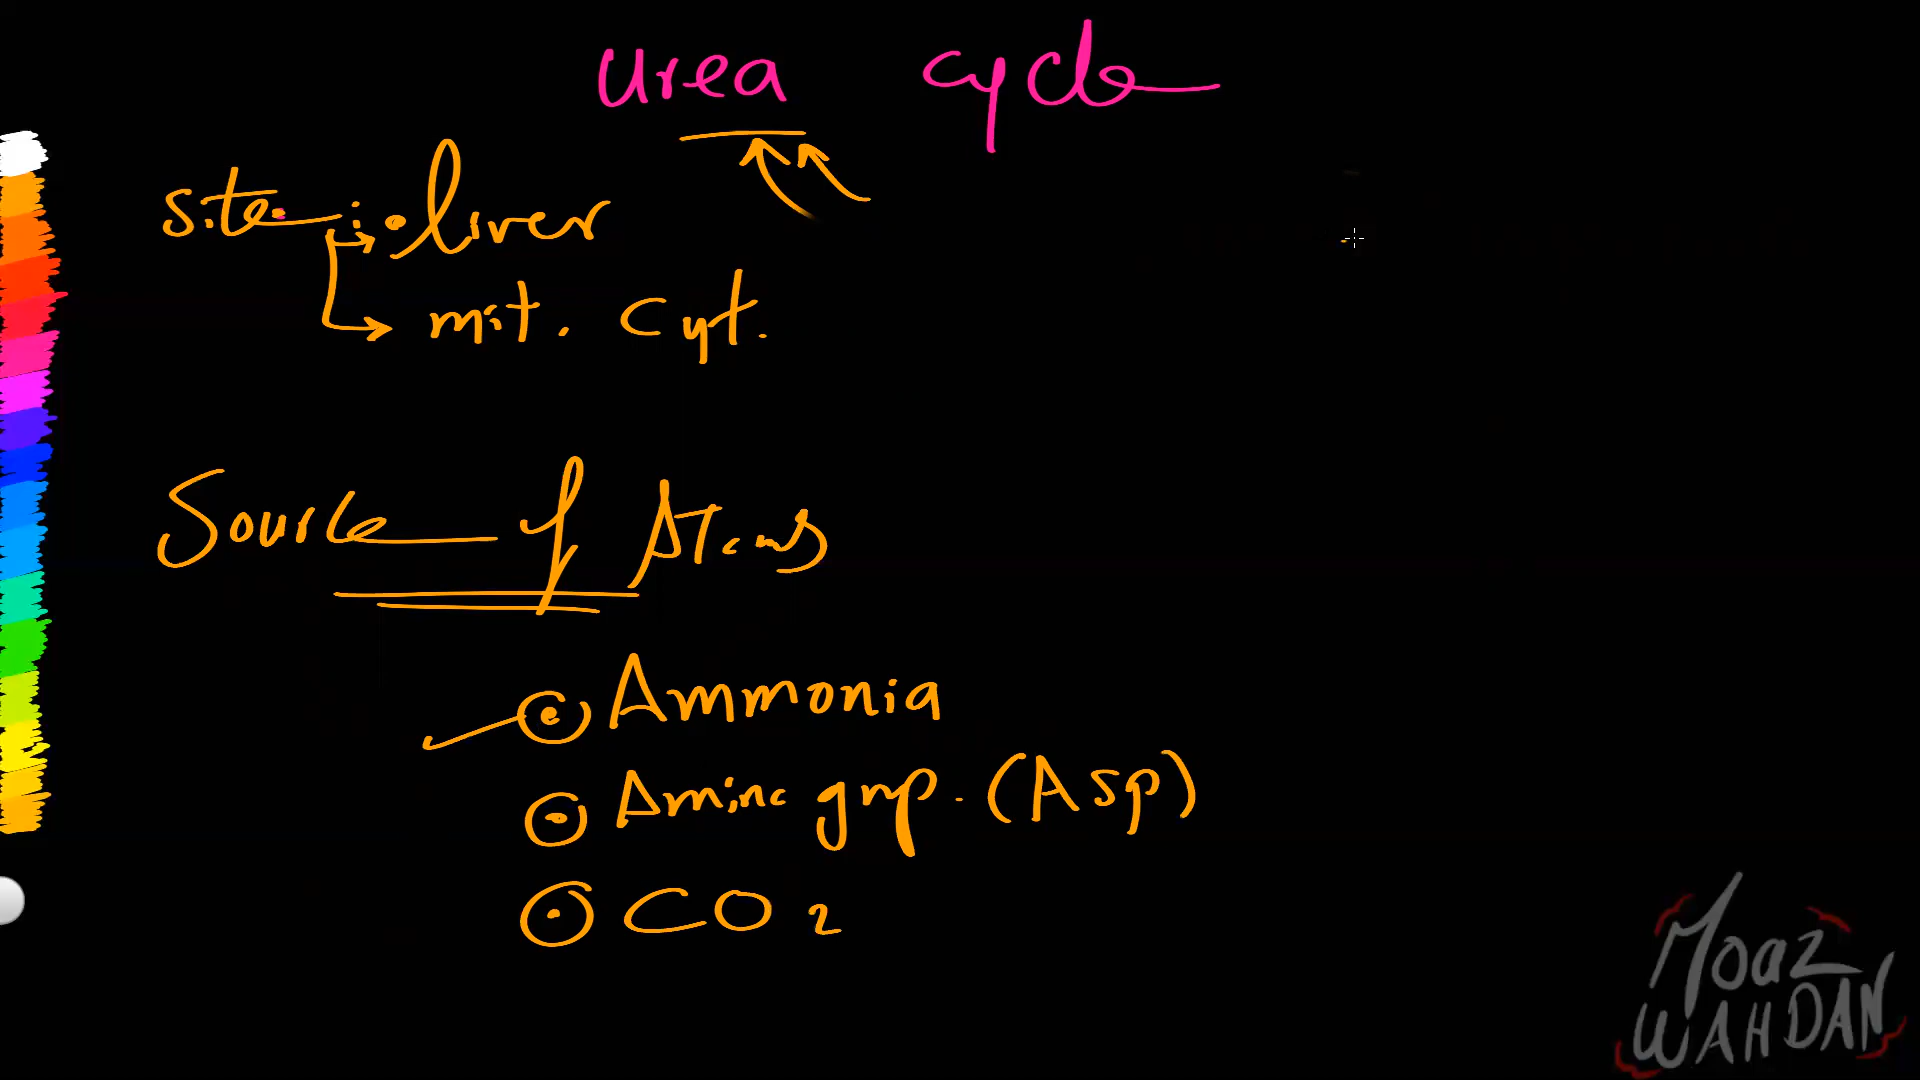 urea cycle
site : liver
mit. Cyt.
Source of Atoms
Ammonia
Amino grp. (Asp)
CO2
Moaz
WAHDAN